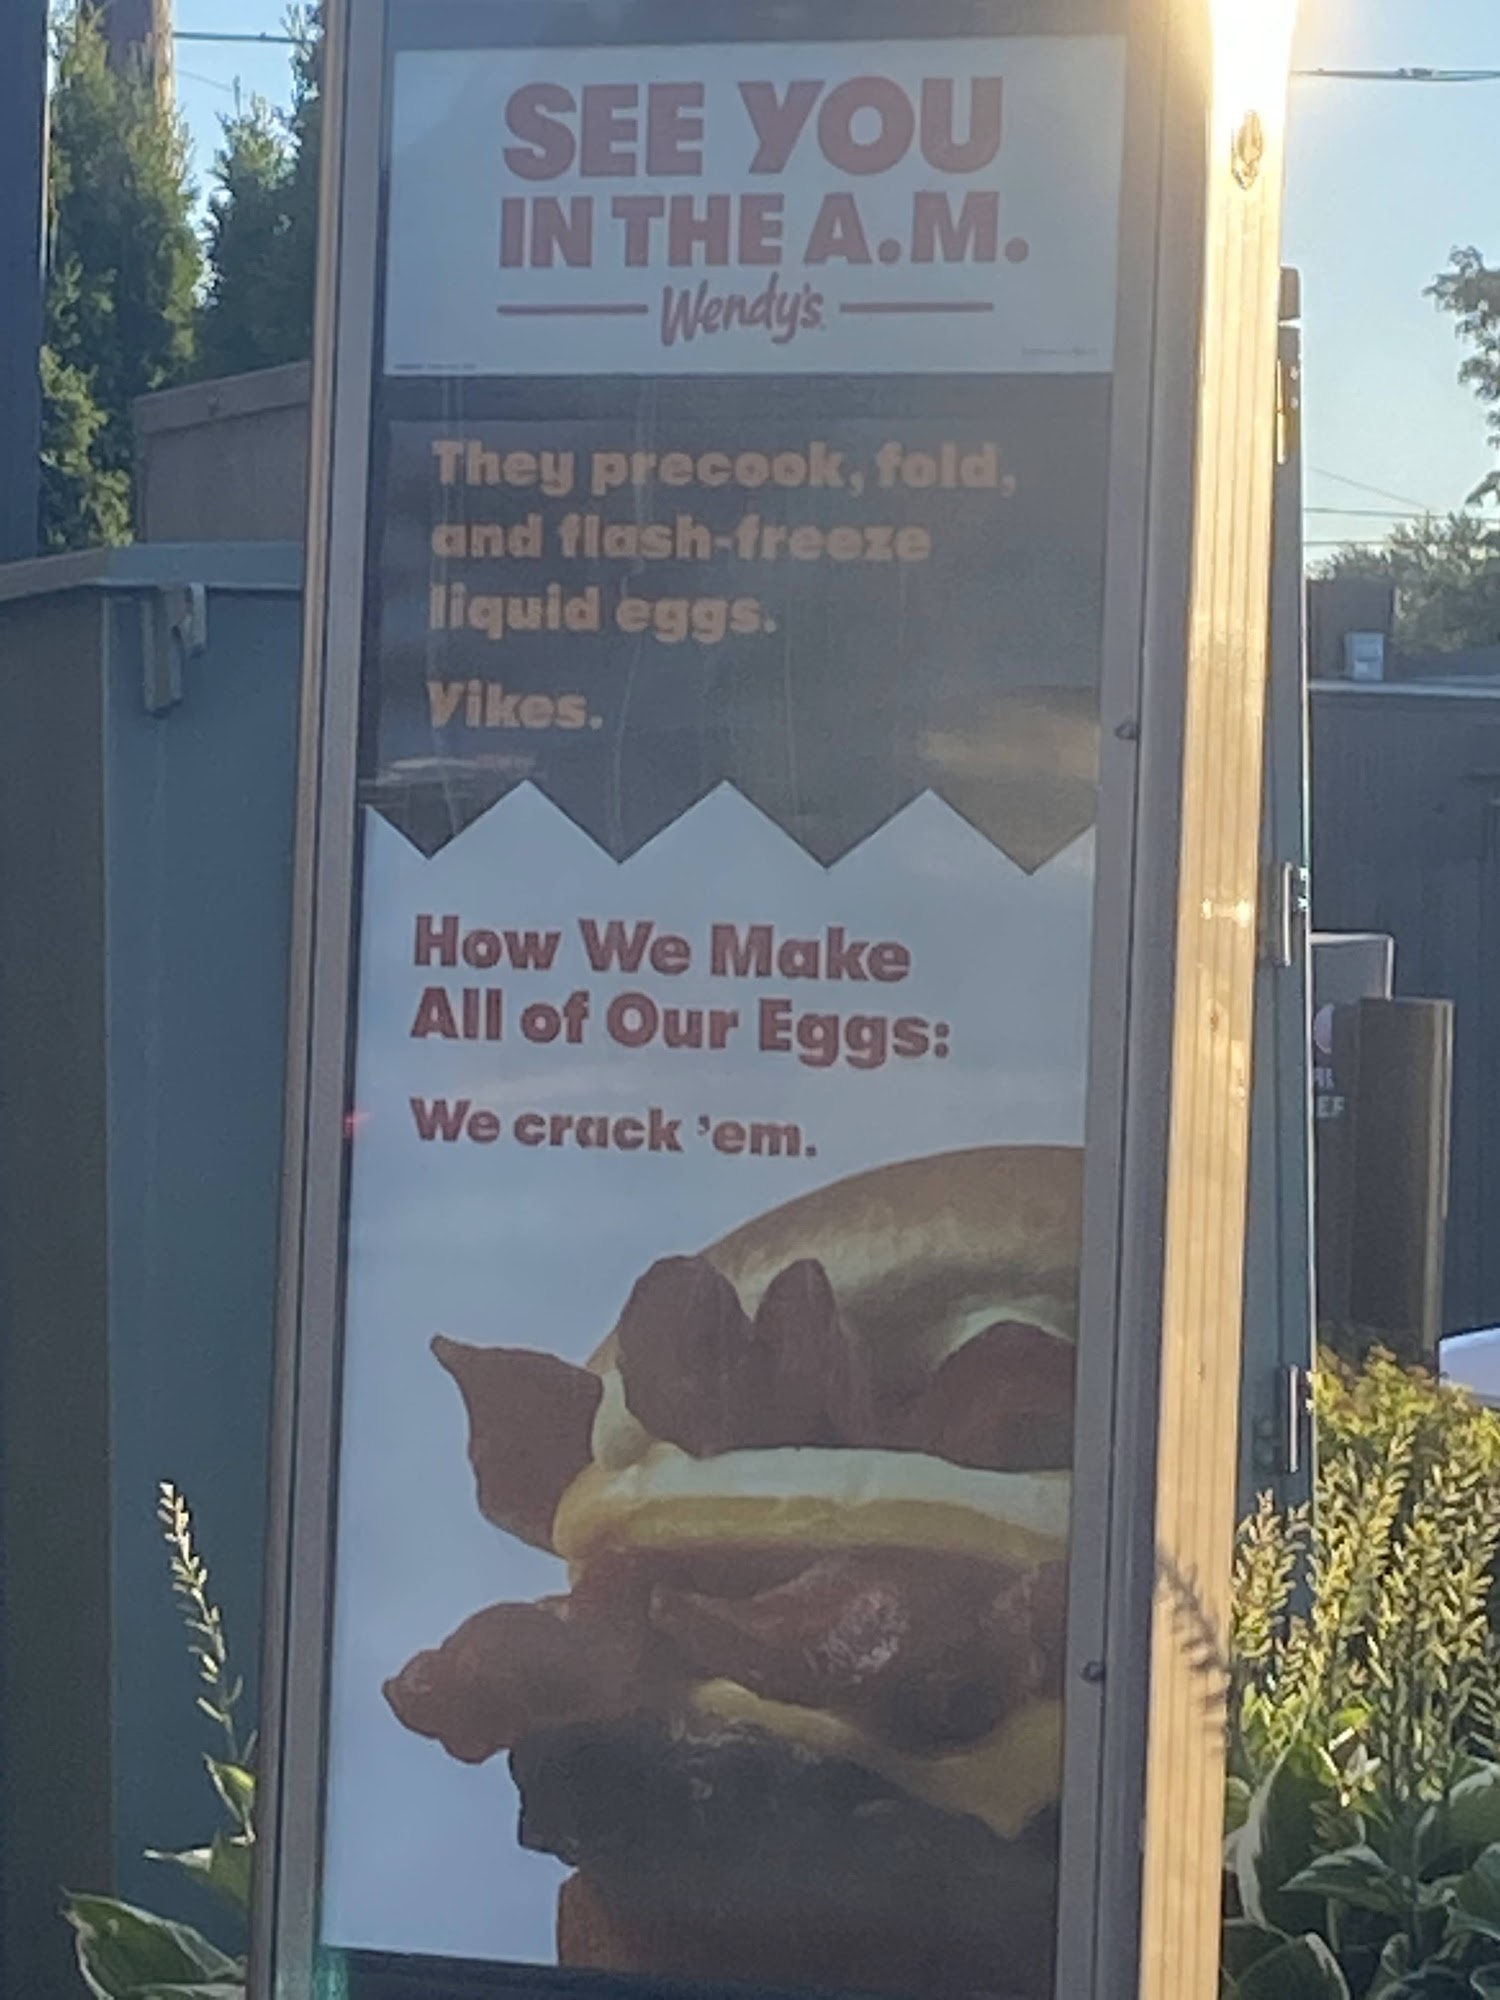 SEE YOU
IN THE A.M.
Wendy's
They precook, fold,
and flash-freeze
liquid eggs.
Yikes.
How We Make
All of Our Eggs:
We crack 'em.
EF